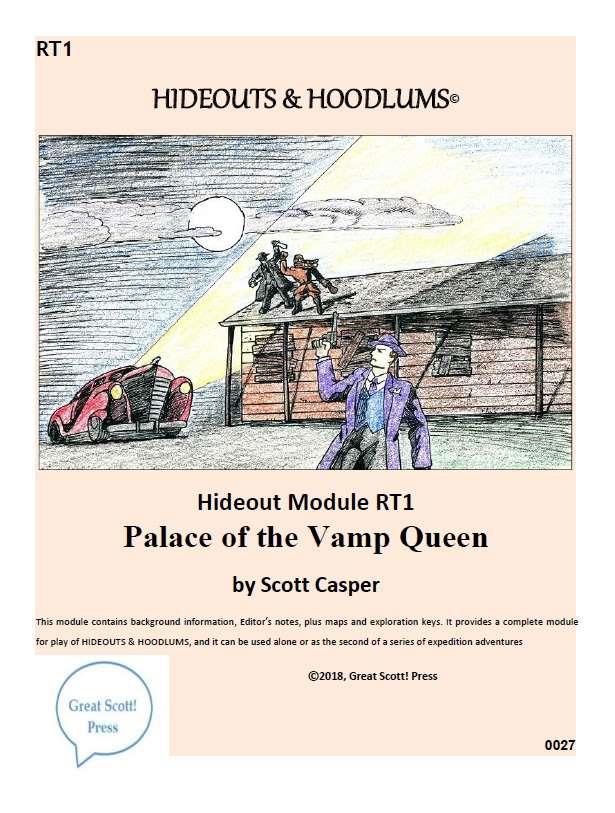 RT1
HIDEOUTS & HOODLUMS©
Hideout Module RT1
Palace of the Vamp Queen
by Scott Casper
This module contains background information, Editor's notes, plus maps and exploration keys. It provides a complete module
for play of HIDEOUTS & HOODLUMS, and it can be used alone or as the second of a series of expedition adventures
©2018, Great Scott! Press
Great Scott!
Press
0027